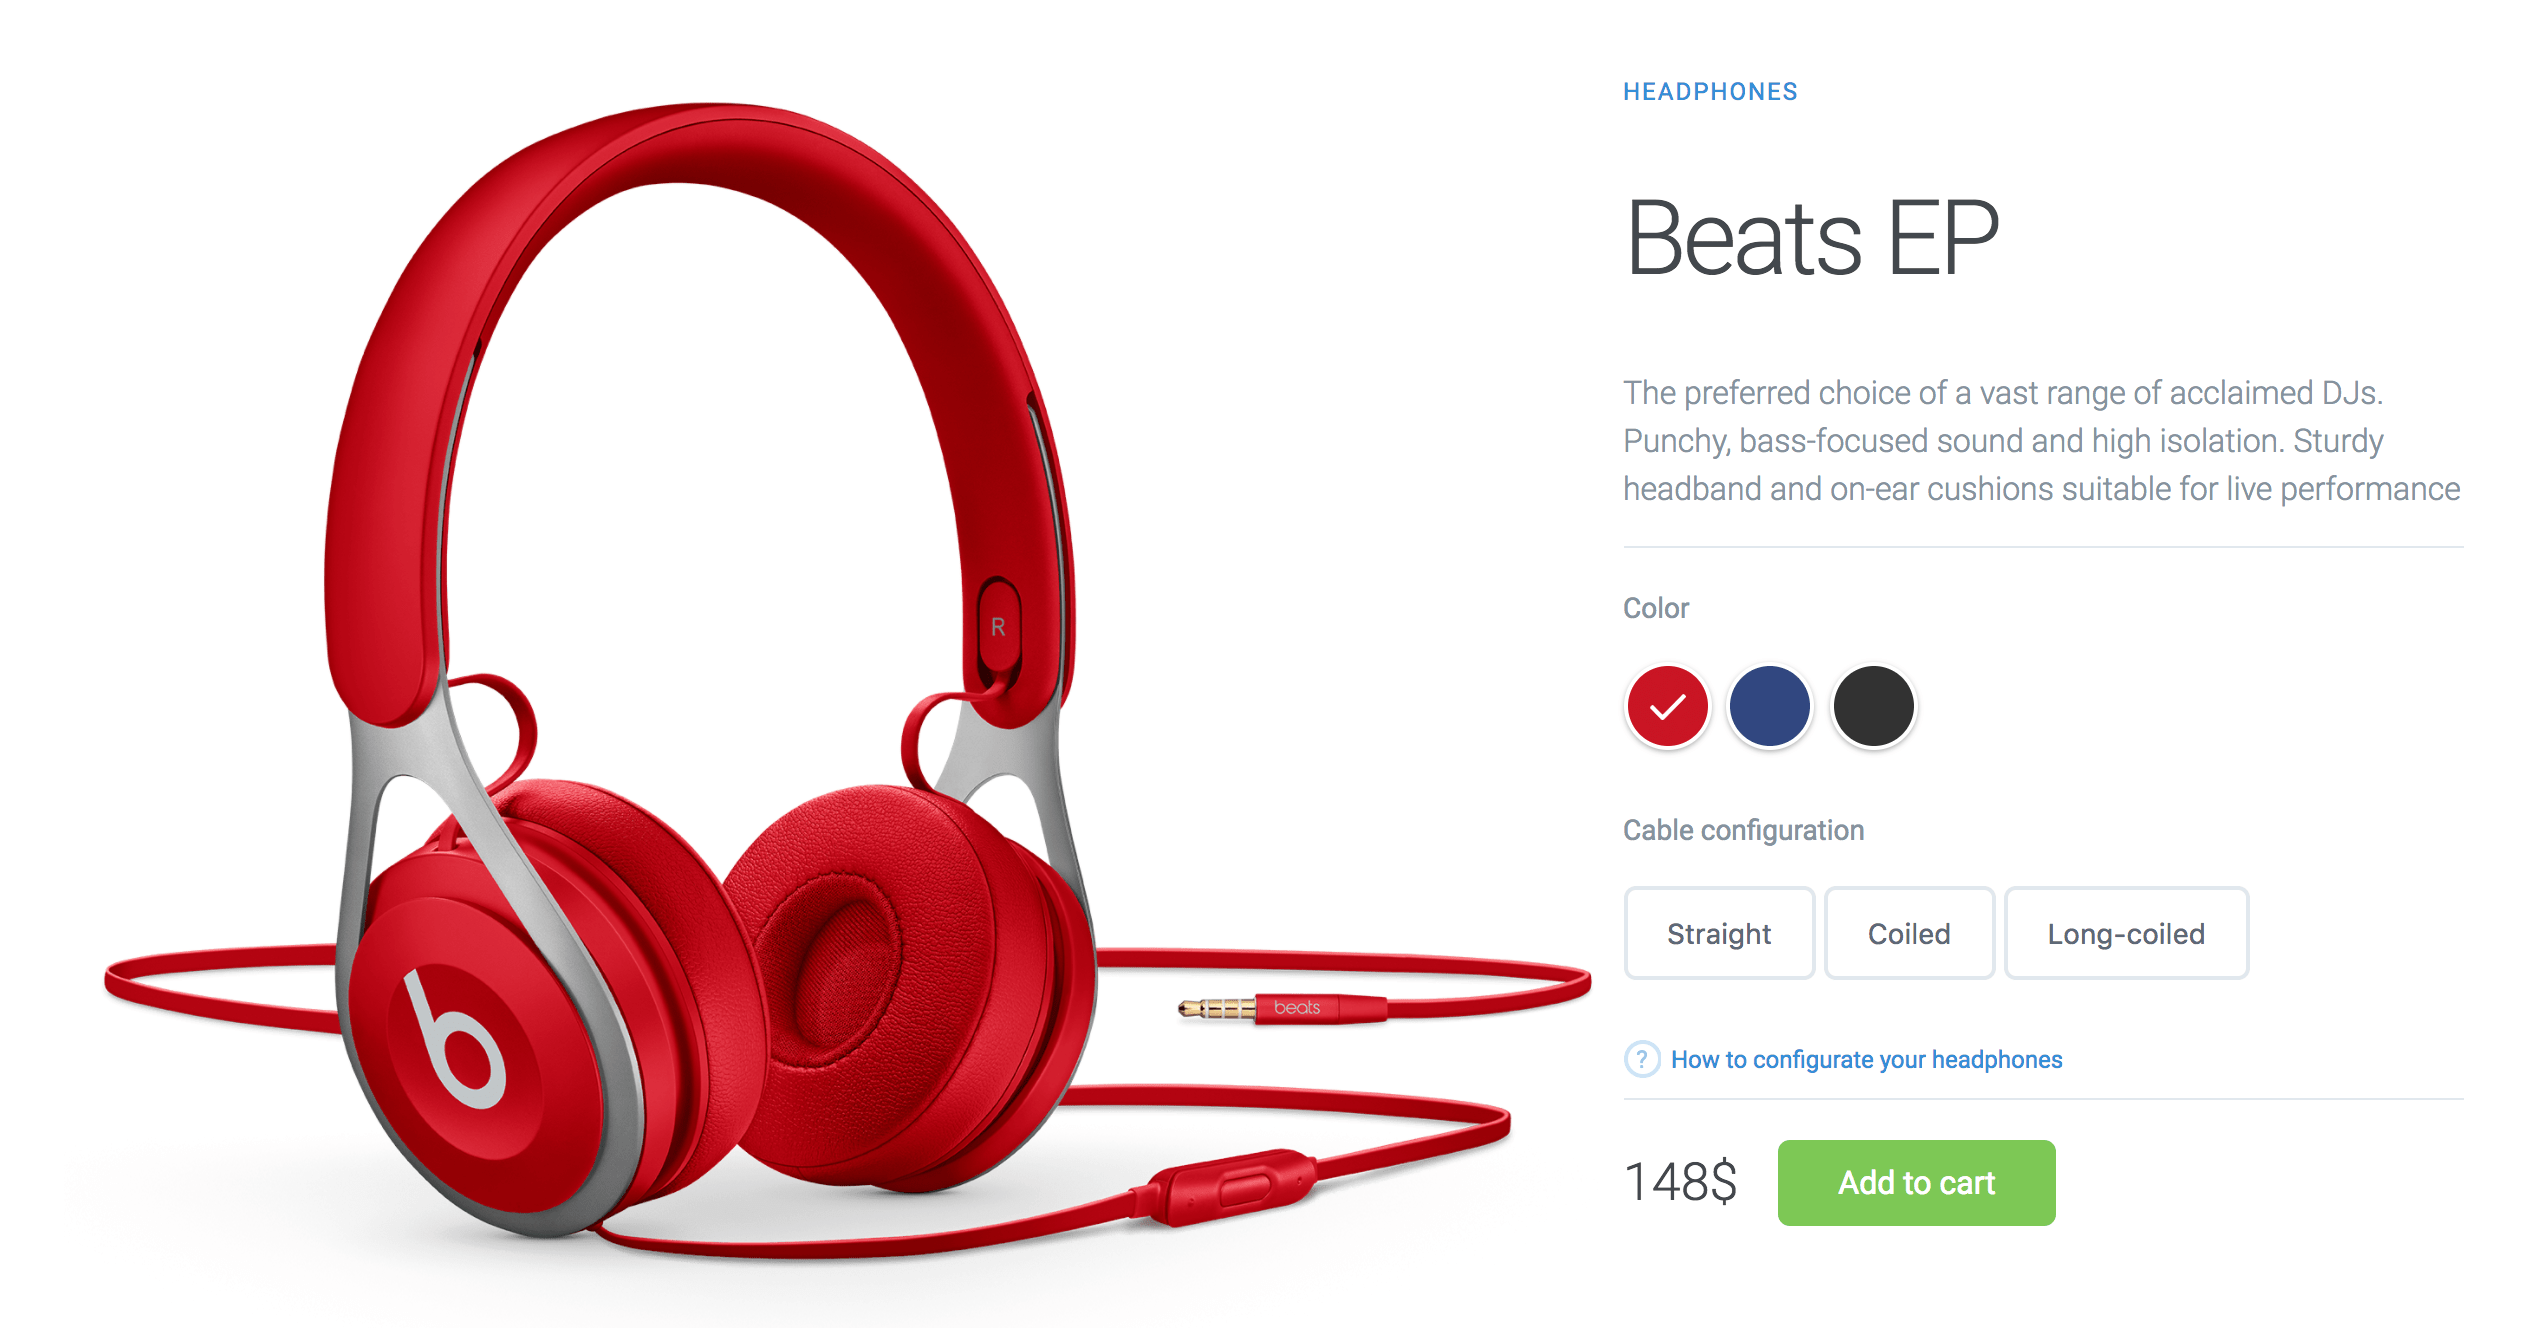 HEADPHONES
Beats EP
The preferred choice of a vast range of acclaimed DJs.
Punchy, bass-focused sound and high isolation. Sturdy
headband and on-ear cushions suitable for live performance
Color
Cable configuration
Straight
Coiled
Long-coiled
? How to configurate your headphones
148$
Add to cart
R
beats
b